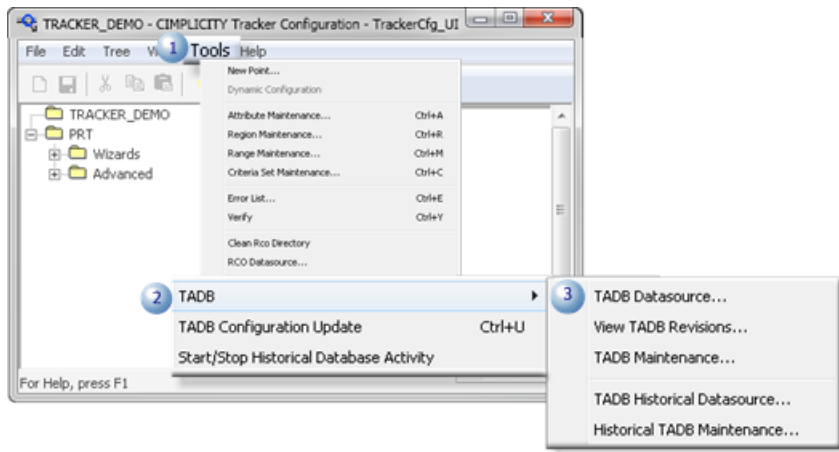 TRACKER_DEMO - CIMPLICITY Tracker Configuration - TrackerCfg_UI
File Edit Tree 1 Tools Help
New Point...
Dynamic Configuration
TRACKER_DEMO
PRT
Wizards
Advanced
Attribute Maintenance... Ctrl+A
Region Maintenance... Ctrl+R
Range Maintenance... Ctrl+M
Criteria Set Maintenance... Ctrl+C
Error List... Ctrl+E
Verify Ctrl+Y
Clean Rco Directory
RCO Datasource...
2 TADB
TADB Configuration Update Ctrl+U
Start/Stop Historical Database Activity
3 TADB Datasource...
View TADB Revisions...
TADB Maintenance...
TADB Historical Datasource...
Historical TADB Maintenance...
For Help, press F1